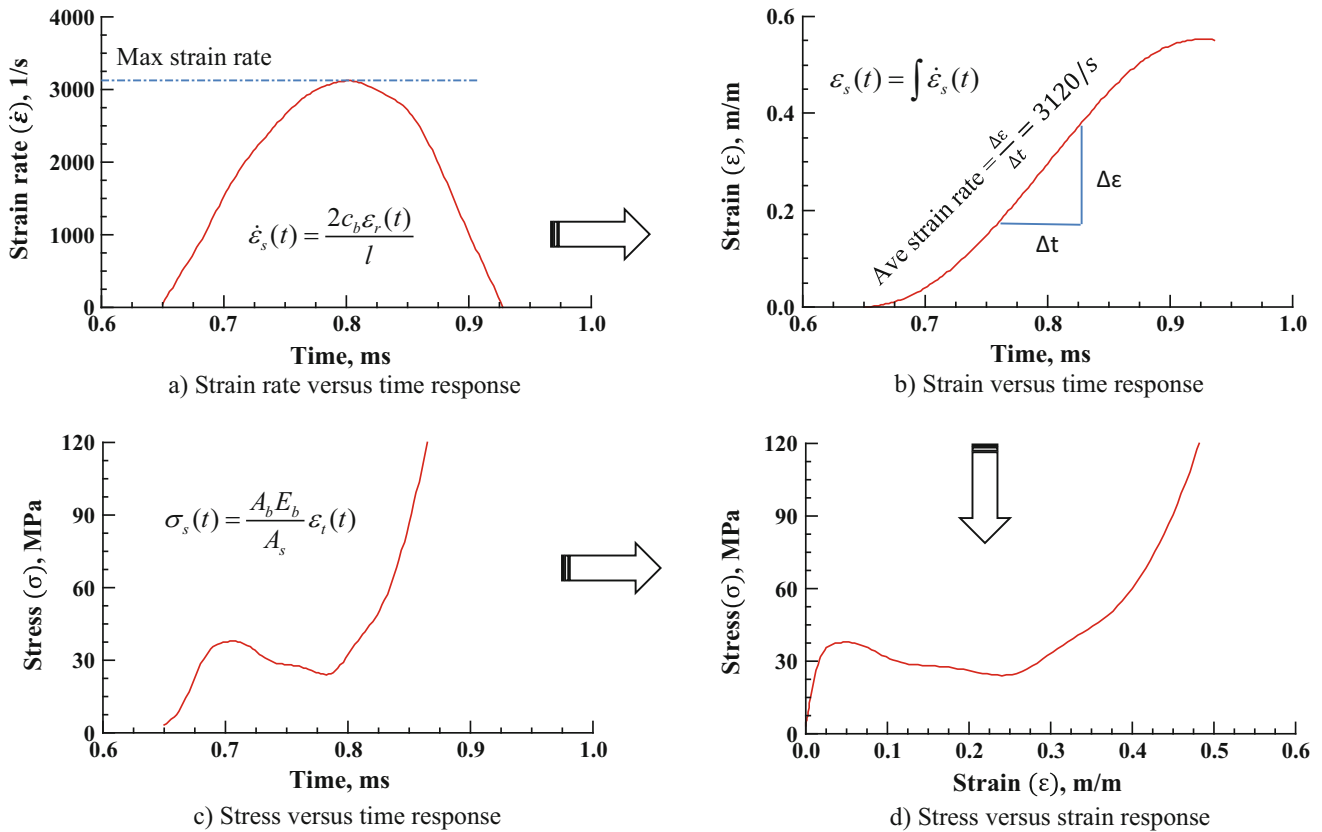 4000
3000
2000
1000
0
Strain rate (ε̇), 1/s
Max strain rate
ε̇ₛ(t) = 2c_b ε_r(t) / l
0.6 0.7 0.8 0.9 1.0
Time, ms
a) Strain rate versus time response
0.6
0.4
0.2
0.0
Strain (ε), m/m
εₛ(t) = ∫ ε̇ₛ(t)
Ave strain rate = Δε/Δt = 3120/s
Δε
Δt
0.6 0.7 0.8 0.9 1.0
Time, ms
b) Strain versus time response
120
90
60
30
0
Stress (σ), MPa
σₛ(t) = A_b E_b / Aₛ ε_t(t)
0.6 0.7 0.8 0.9 1.0
Time, ms
c) Stress versus time response
120
90
60
30
0
Stress(σ), MPa
0.0 0.1 0.2 0.3 0.4 0.5 0.6
Strain (ε), m/m
d) Stress versus strain response